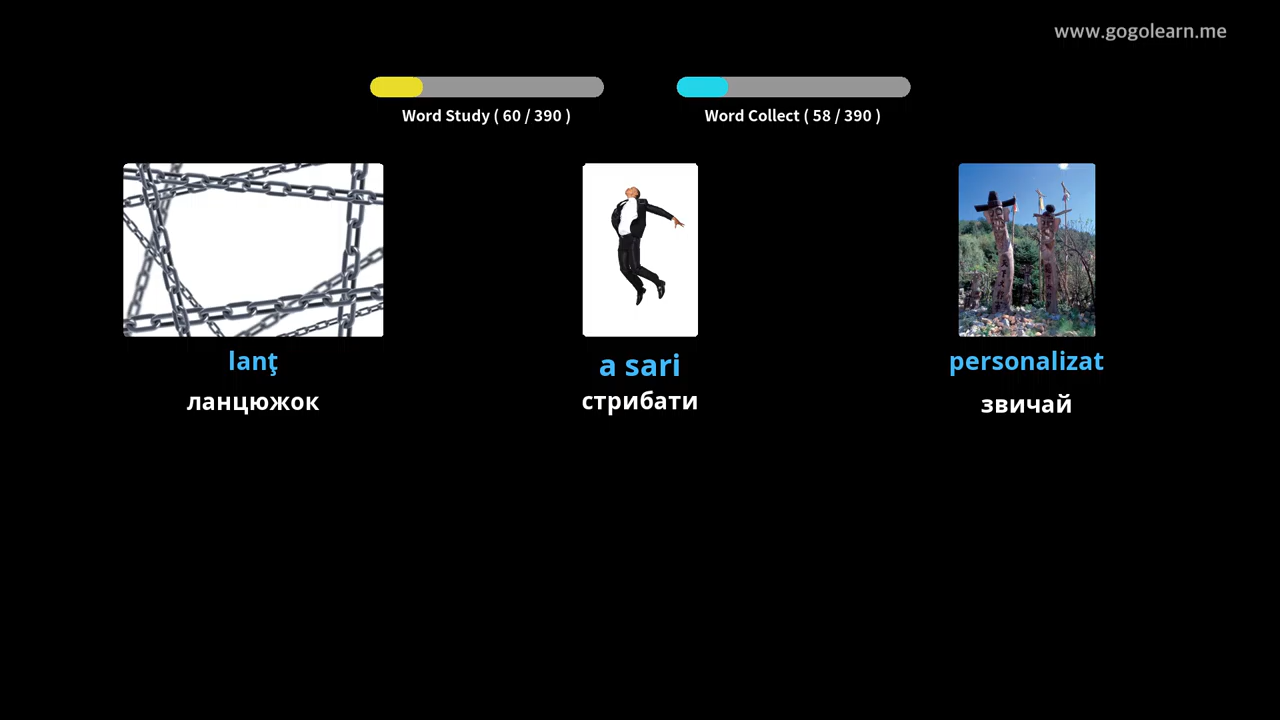 www.gogolearn.me
Word Study ( 60 / 390 )
Word Collect ( 58 / 390 )
lanţ
a sari
personalizat
ланцюжок
стрибати
звичай